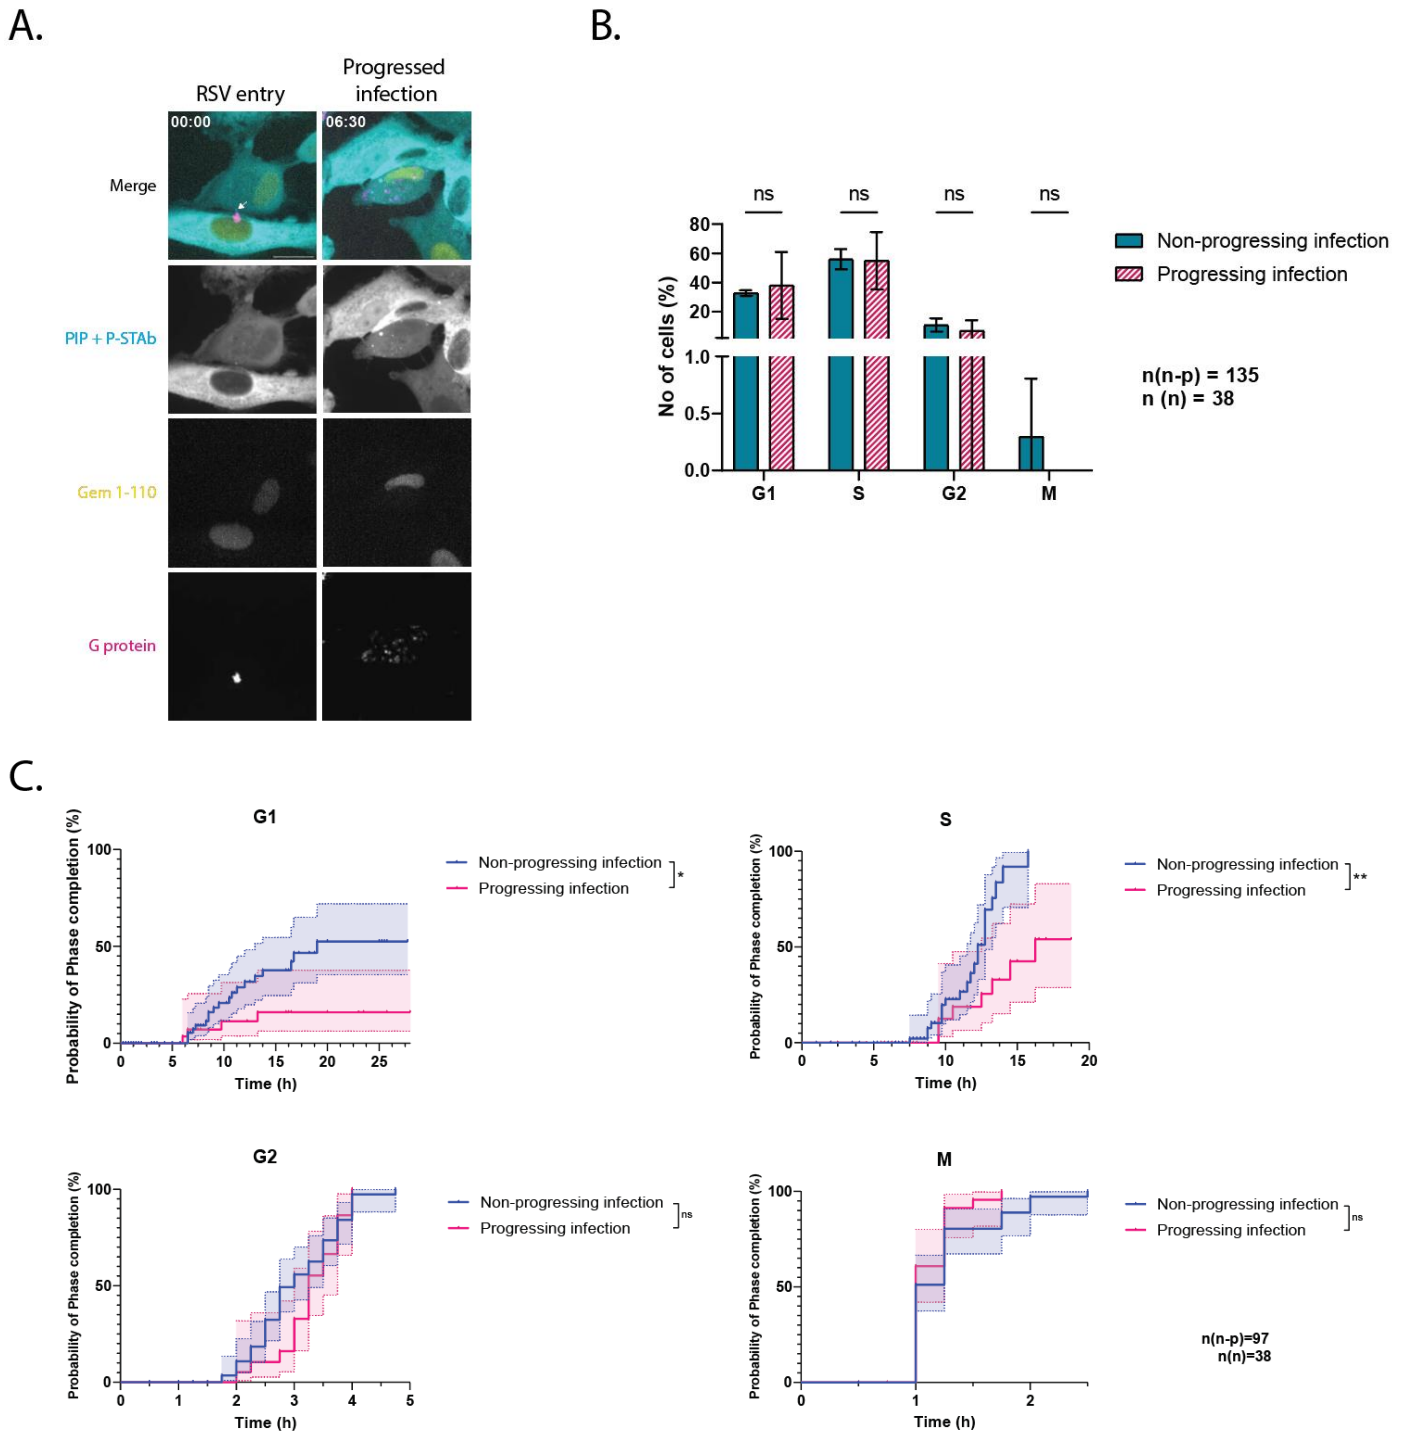 A.
RSV entry
Progressed
infection
00:00
06:30
Merge
PIP + P-STAb
Gem 1-110
G protein
B.
ns
ns
ns
ns
80
60
40
20
1.0
0.5
0.0
No of cells (%)
G1
S
G2
M
Non-progressing infection
Progressing infection
n(n-p) = 135
n (n) = 38
C.
G1
Probability of Phase completion (%)
100
50
0
0
5
10
15
20
25
Time (h)
Non-progressing infection
Progressing infection
*
S
Probability of Phase completion (%)
100
50
0
0
5
10
15
20
Time (h)
Non-progressing infection
Progressing infection
**
G2
Probability of Phase completion (%)
100
50
0
0
1
2
3
4
5
Time (h)
Non-progressing infection
Progressing infection
ns
M
Probability of Phase completion (%)
100
50
0
0
1
2
Time (h)
Non-progressing infection
Progressing infection
ns
n(n-p)=97
n(n)=38